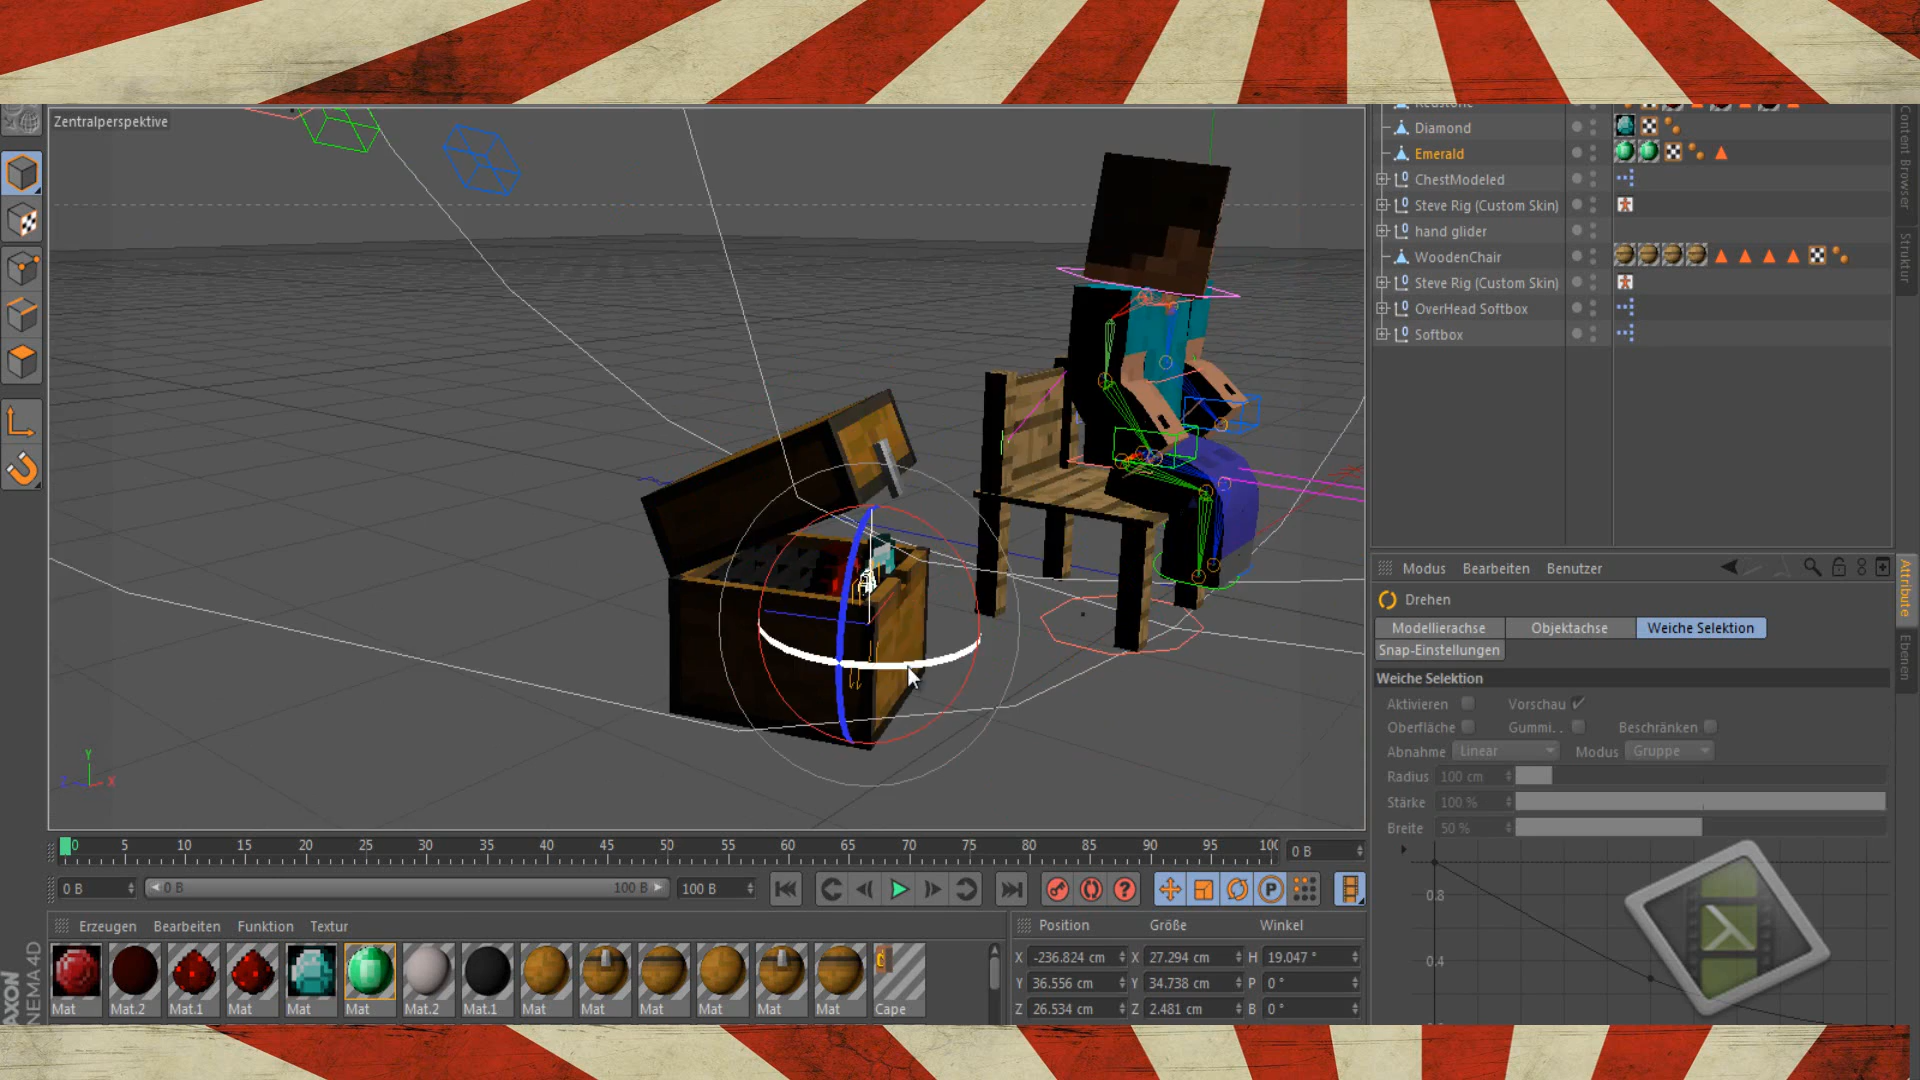 Zentralperspektive
Y
X
Redstone
Diamond
Emerald
ChestModeled
Steve Rig (Custom Skin)
hand glider
WoodenChair
Steve Rig (Custom Skin)
OverHead Softbox
Softbox
Content Browser
Struktur
Modus Bearbeiten Benutzer
Drehen
Modellierachse Objektachse Weiche Selektion
Snap-Einstellungen
Weiche Selektion
Aktivieren Vorschau
Oberfläche Gummi. . Beschränken
Abnahme Linear Modus Gruppe
Radius 100 cm
Stärke 100 %
Breite 50 %
0.8
0.4
Attribute
Ebenen
0 5 10 15 20 25 30 35 40 45 50 55 60 65 70 75 80 85 90 95 100
0 B
0 B 0 B 100 B 100 B
P
Erzeugen Bearbeiten Funktion Textur
Mat Mat.2 Mat.1 Mat Mat Mat Mat.2 Mat.1 Mat Mat Mat Mat Mat Mat Cape
Position Größe Winkel
X -236.824 cm X 27.294 cm H 19.047 °
Y 36.556 cm Y 34.738 cm P 0 °
Z 26.534 cm Z 2.481 cm B 0 °
AXON
NEMA 4D